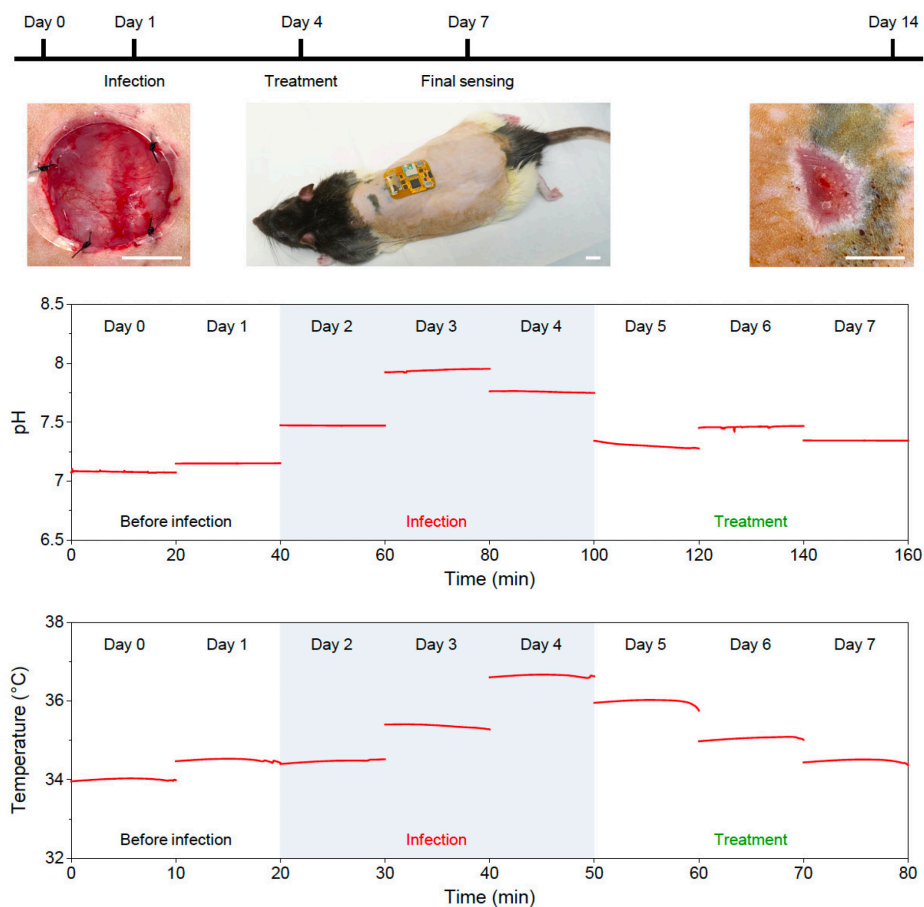 Day 0 Day 1 Day 4 Day 7 Day 14
Infection Treatment Final sensing
8.5
Day 0 Day 1 Day 2 Day 3 Day 4 Day 5 Day 6 Day 7
8
7.5
pH
7
Before infection Infection Treatment
6.5
0 20 40 60 80 100 120 140 160
Time (min)
38
Day 0 Day 1 Day 2 Day 3 Day 4 Day 5 Day 6 Day 7
36
Temperature (°C)
34
Before infection Infection Treatment
32
0 10 20 30 40 50 60 70 80
Time (min)